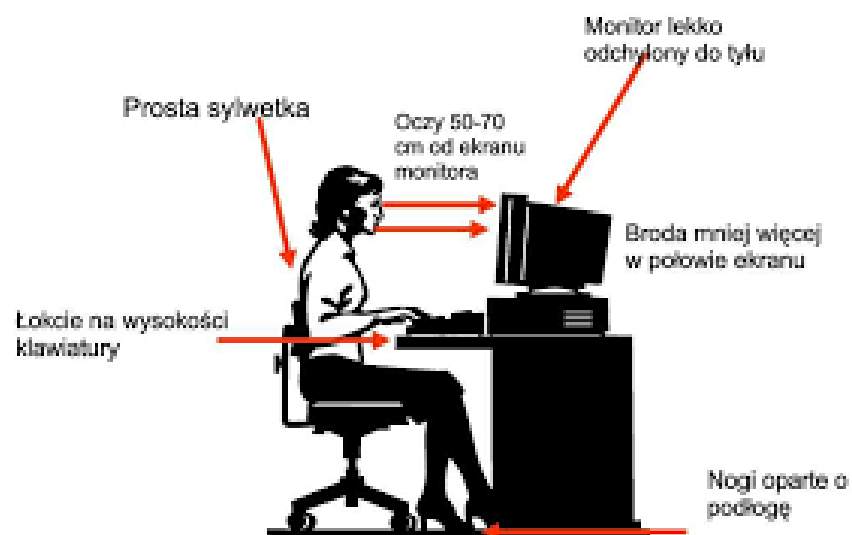 Monitor lekko
odchylony do tyłu
Prosta sylwetka
Oczy 50-70
cm od ekranu
monitora
Broda mniej więcej
w połowie ekranu
Łokcie na wysokości
klawiatury
Nogi oparte o
podłogę